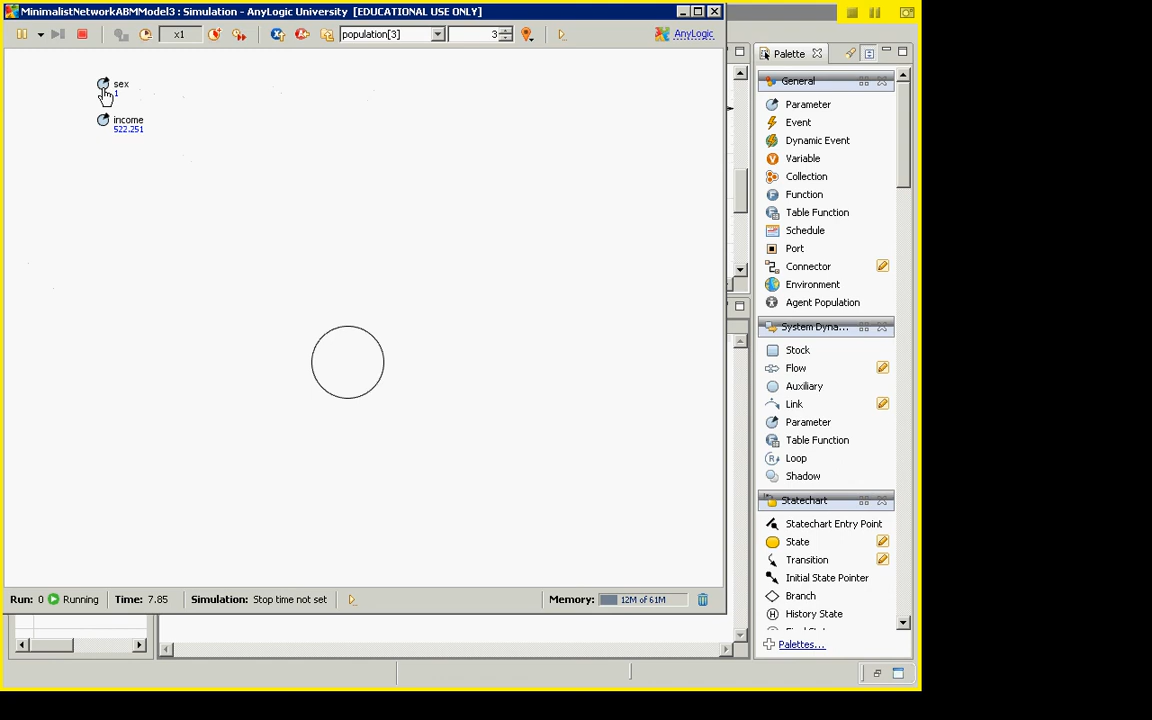 MinimalistNetworkABMModel3 : Simulation - AnyLogic University [EDUCATIONAL USE ONLY]
x1
population[3]
3
AnyLogic
sex
1
income
522.251
Run: 0 Running
Time: 7.85
Simulation: Stop time not set
Memory: 12M of 61M
Palette
General
Parameter
Event
Dynamic Event
Variable
Collection
Function
Table Function
Schedule
Port
Connector
Environment
Agent Population
System Dyna...
Stock
Flow
Auxiliary
Link
Parameter
Table Function
Loop
Shadow
Statechart
Statechart Entry Point
State
Transition
Initial State Pointer
Branch
History State
Palettes...